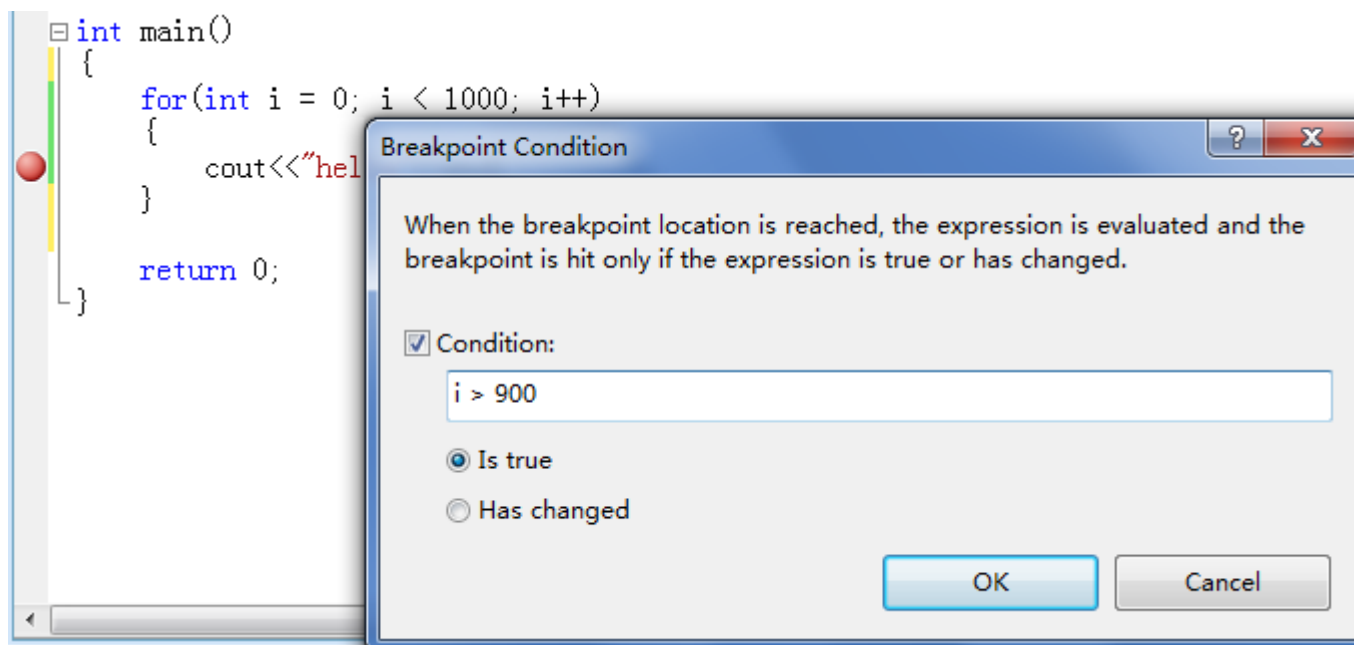 int main()
{
for(int i = 0; i < 1000; i++)
{
cout<<"hel
}
return 0;
}
Breakpoint Condition
When the breakpoint location is reached, the expression is evaluated and the
breakpoint is hit only if the expression is true or has changed.
Condition:
i > 900
Is true
Has changed
OK
Cancel